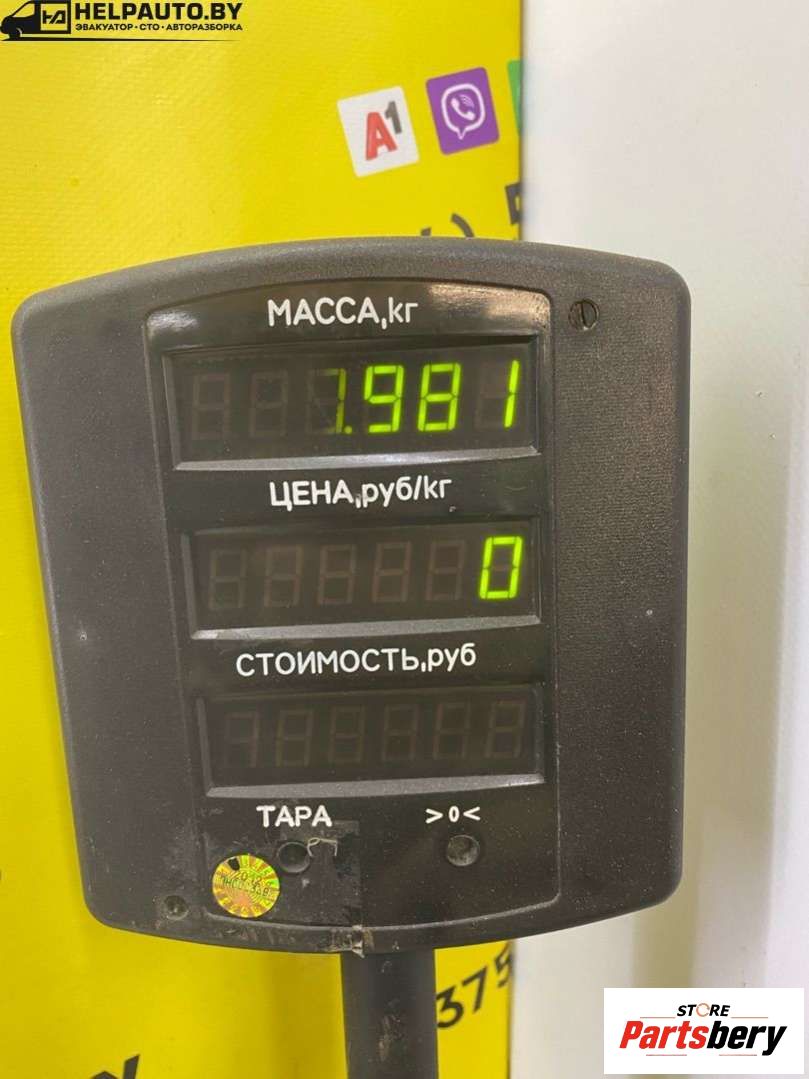 HELPAUTO.BY
ЭВАКУАТОР • СТО • АВТОРАЗБОРКА
A1
МАССА,кг
1.981
ЦЕНА,руб/кг
0
СТОИМОСТЬ,руб
ТАРА >0<
375
STORE
Partsbery